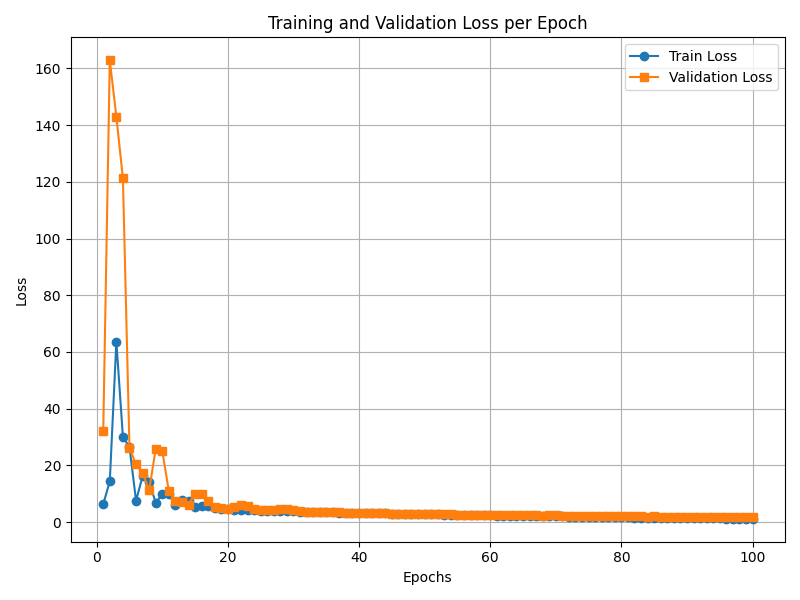 Training and Validation Loss per Epoch
Train Loss
Validation Loss
160
140
120
100
80
60
40
20
0
Loss
0 20 40 60 80 100
Epochs